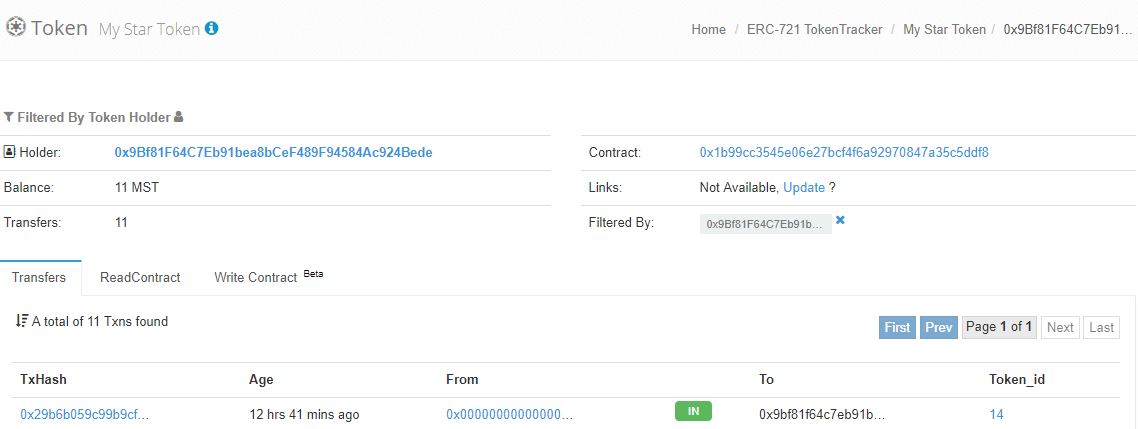 Token My Star Token
Home / ERC-721 TokenTracker / My Star Token / 0x9Bf81F64C7Eb91...
Filtered By Token Holder
Holder: 0x9Bf81F64C7Eb91bea8bCeF489F94584Ac924Bede
Balance: 11 MST
Transfers: 11
Contract: 0x1b99cc3545e06e27bcf4f6a92970847a35c5ddf8
Links: Not Available, Update ?
Filtered By: 0x9Bf81F64C7Eb91b...
Transfers ReadContract Write Contract Beta
A total of 11 Txns found
First Prev Page 1 of 1 Next Last
TxHash Age From To Token_id
0x29b6b059c99b9cf... 12 hrs 41 mins ago 0x00000000000000... IN 0x9bf81f64c7eb91b... 14